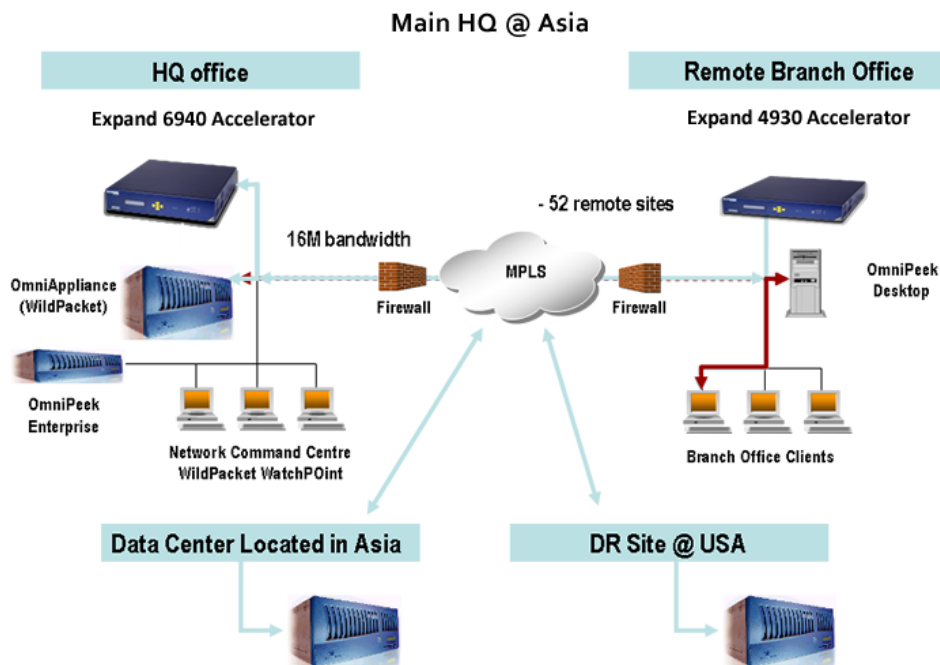 Main HQ @ Asia
HQ office
Remote Branch Office
Expand 6940 Accelerator
Expand 4930 Accelerator
- 52 remote sites
16M bandwidth
MPLS
OmniAppliance
(WildPacket)
Firewall
Firewall
OmniPeek
Desktop
OmniPeek
Enterprise
Network Command Centre
WildPacket WatchPOint
Branch Office Clients
Data Center Located in Asia
DR Site @ USA